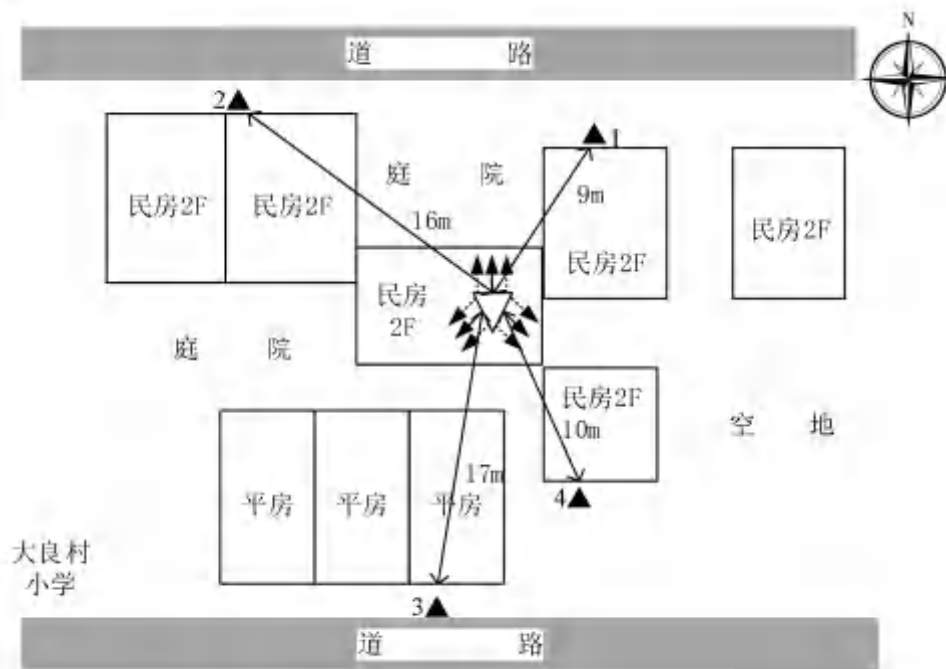 N
道 路
2
1
庭 院
9m
民房2F
民房2F
16m
民房2F
民房2F
民房
2F
庭 院
民房2F
10m
空 地
17m
平房
平房
平房
4
大良村
小学
3
道 路